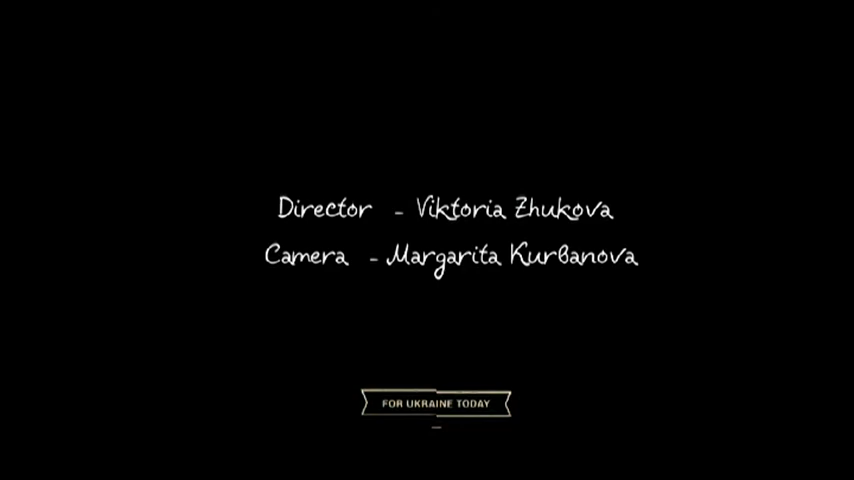 Director - Viktoria Zhukova
Camera - Margarita Kurbanova
FOR UKRAINE TODAY